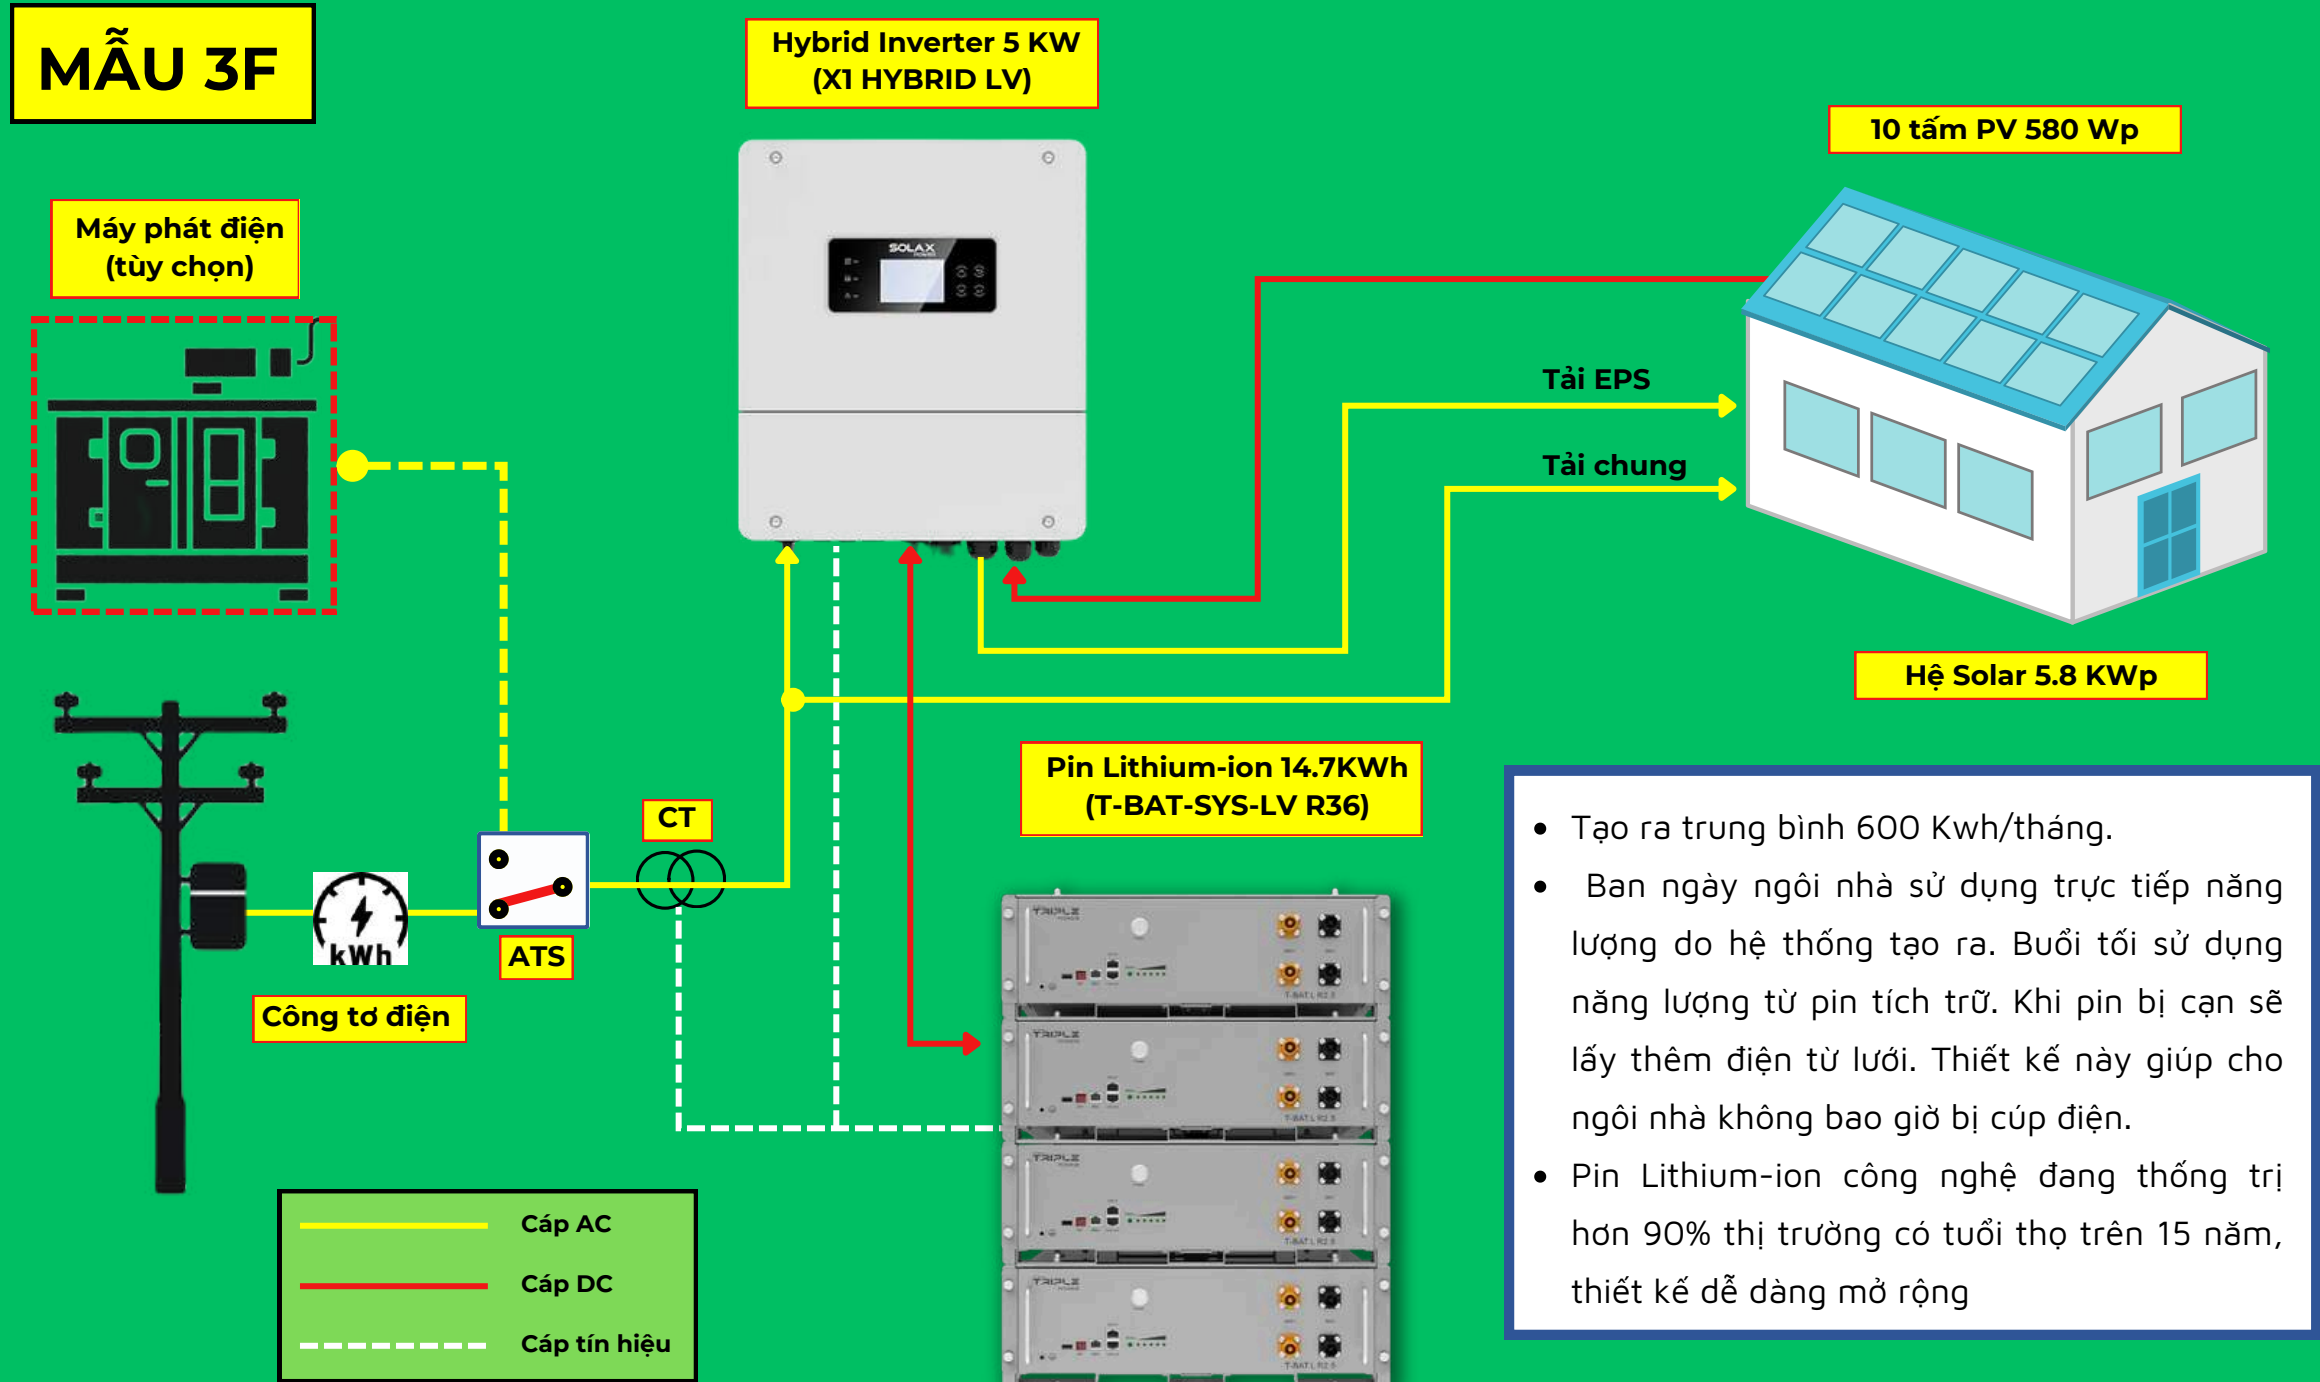 MẪU 3F
Hybrid Inverter 5 KW
(X1 HYBRID LV)
10 tấm PV 580 Wp
Máy phát điện
(tùy chọn)
SOLAX
POWER
Tải EPS
Tải chung
Hệ Solar 5.8 KWp
Pin Lithium-ion 14.7KWh
(T-BAT-SYS-LV R36)
CT
kWh
ATS
Công tơ điện
TRIPLE
TRIPLE
TRIPLE
TRIPLE
Cáp AC
Cáp DC
Cáp tín hiệu
• Tạo ra trung bình 600 Kwh/tháng.
• Ban ngày ngôi nhà sử dụng trực tiếp năng
lượng do hệ thống tạo ra. Buổi tối sử dụng
năng lượng từ pin tích trữ. Khi pin bị cạn sẽ
lấy thêm điện từ lưới. Thiết kế này giúp cho
ngôi nhà không bao giờ bị cúp điện.
• Pin Lithium-ion công nghệ đang thống trị
hơn 90% thị trường có tuổi thọ trên 15 năm,
thiết kế dễ dàng mở rộng